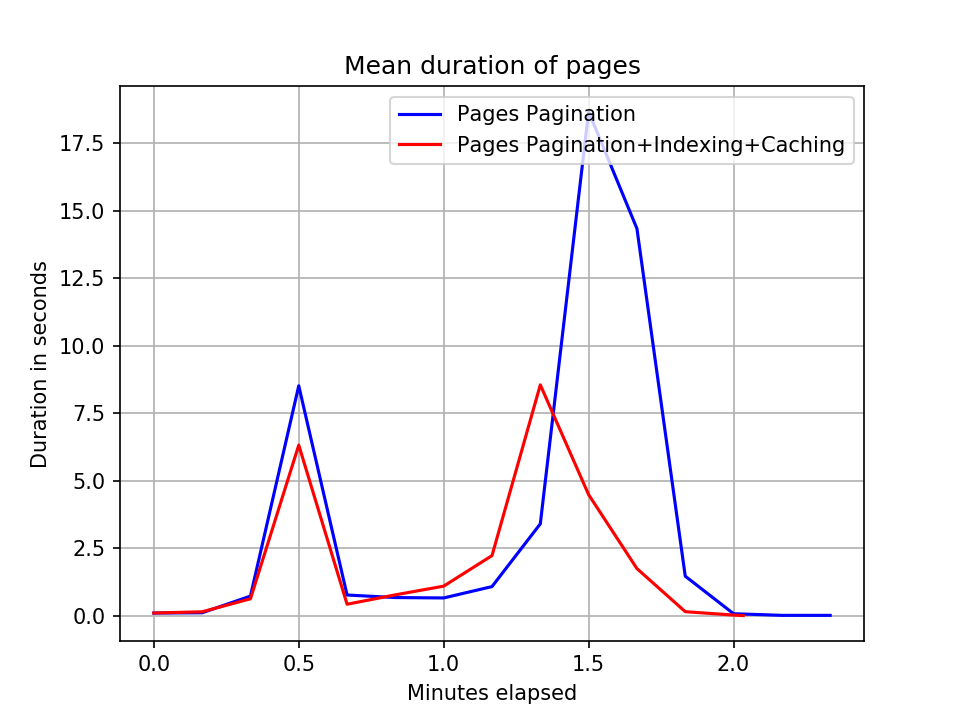 Mean duration of pages
Pages Pagination
Pages Pagination+Indexing+Caching
17.5
15.0
12.5
10.0
7.5
5.0
2.5
0.0
Duration in seconds
0.0 0.5 1.0 1.5 2.0
Minutes elapsed